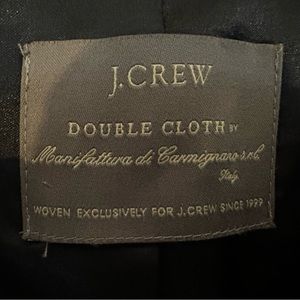 J.CREW
DOUBLE CLOTH BY
Manifattura di Carmignano s.r.l.
Italy
WOVEN EXCLUSIVELY FOR J.CREW SINCE 1999